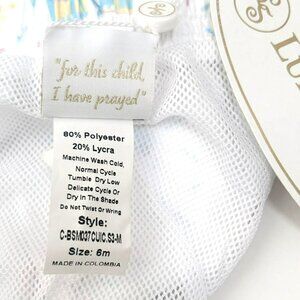 "for this child,
I have prayed"
80% Polyester
20% Lycra
Machine Wash Cold,
Normal Cycle
Tumble Dry Low
Delicate Cycle Or
Dry In The Shade
Do Not Twist Or Wring
Style:
C-BSM037CUIC.S3-M
Size: 6m
MADE IN COLOMBIA